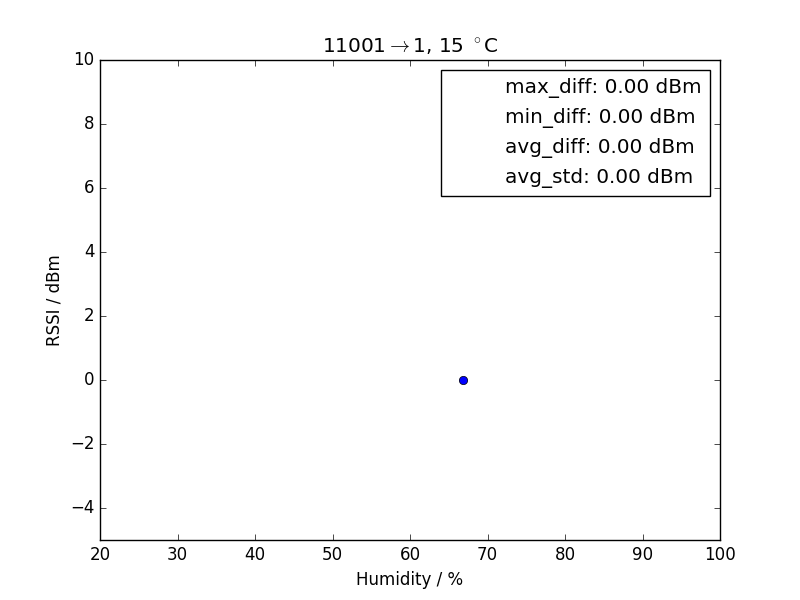 11001→1, 15 °C
max_diff: 0.00 dBm
min_diff: 0.00 dBm
avg_diff: 0.00 dBm
avg_std: 0.00 dBm
10
8
6
4
2
0
−2
−4
RSSI / dBm
20 30 40 50 60 70 80 90 100
Humidity / %